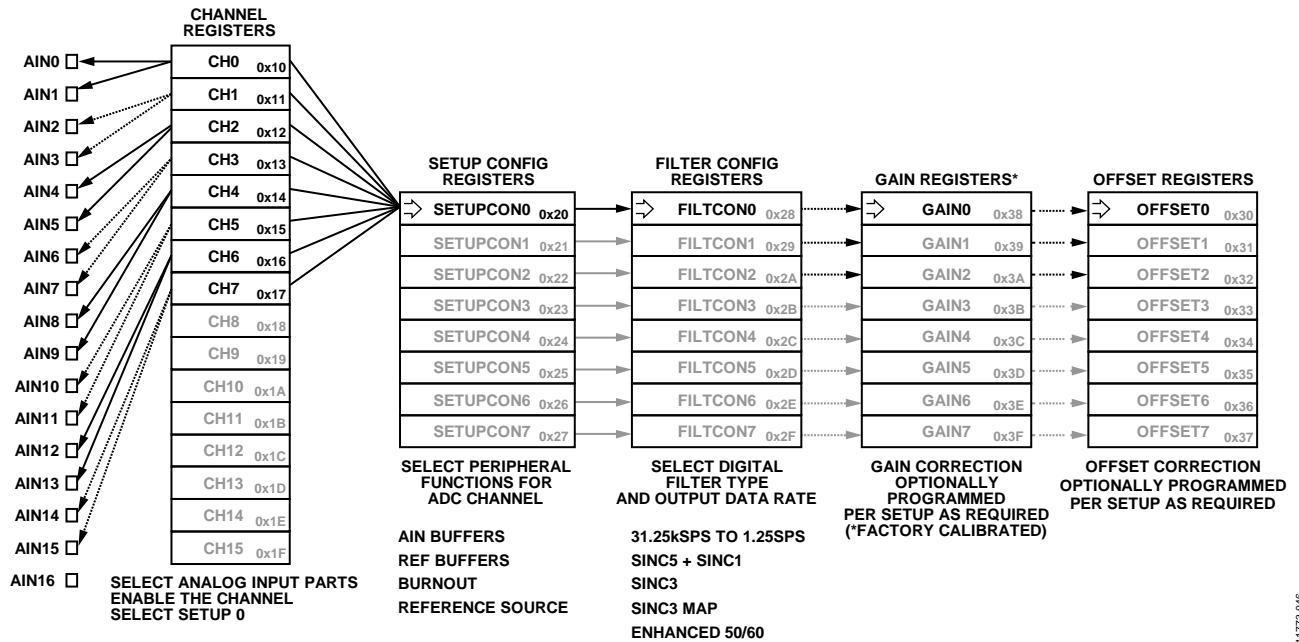 CHANNEL
REGISTERS
AIN0
AIN1
AIN2
AIN3
AIN4
AIN5
AIN6
AIN7
AIN8
AIN9
AIN10
AIN11
AIN12
AIN13
AIN14
AIN15
AIN16
CH0 0x10
CH1 0x11
CH2 0x12
CH3 0x13
CH4 0x14
CH5 0x15
CH6 0x16
CH7 0x17
CH8 0x18
CH9 0x19
CH10 0x1A
CH11 0x1B
CH12 0x1C
CH13 0x1D
CH14 0x1E
CH15 0x1F
SELECT ANALOG INPUT PARTS
ENABLE THE CHANNEL
SELECT SETUP 0
SETUP CONFIG
REGISTERS
SETUPCON0 0x20
SETUPCON1 0x21
SETUPCON2 0x22
SETUPCON3 0x23
SETUPCON4 0x24
SETUPCON5 0x25
SETUPCON6 0x26
SETUPCON7 0x27
SELECT PERIPHERAL
FUNCTIONS FOR
ADC CHANNEL
AIN BUFFERS
REF BUFFERS
BURNOUT
REFERENCE SOURCE
FILTER CONFIG
REGISTERS
FILTCON0 0x28
FILTCON1 0x29
FILTCON2 0x2A
FILTCON3 0x2B
FILTCON4 0x2C
FILTCON5 0x2D
FILTCON6 0x2E
FILTCON7 0x2F
SELECT DIGITAL
FILTER TYPE
AND OUTPUT DATA RATE
31.25kSPS TO 1.25SPS
SINC5 + SINC1
SINC3
SINC3 MAP
ENHANCED 50/60
GAIN REGISTERS*
GAIN0 0x38
GAIN1 0x39
GAIN2 0x3A
GAIN3 0x3B
GAIN4 0x3C
GAIN5 0x3D
GAIN6 0x3E
GAIN7 0x3F
GAIN CORRECTION
OPTIONALLY
PROGRAMMED
PER SETUP AS REQUIRED
(*FACTORY CALIBRATED)
OFFSET REGISTERS
OFFSET0 0x30
OFFSET1 0x31
OFFSET2 0x32
OFFSET3 0x33
OFFSET4 0x34
OFFSET5 0x35
OFFSET6 0x36
OFFSET7 0x37
OFFSET CORRECTION
OPTIONALLY PROGRAMMED
PER SETUP AS REQUIRED